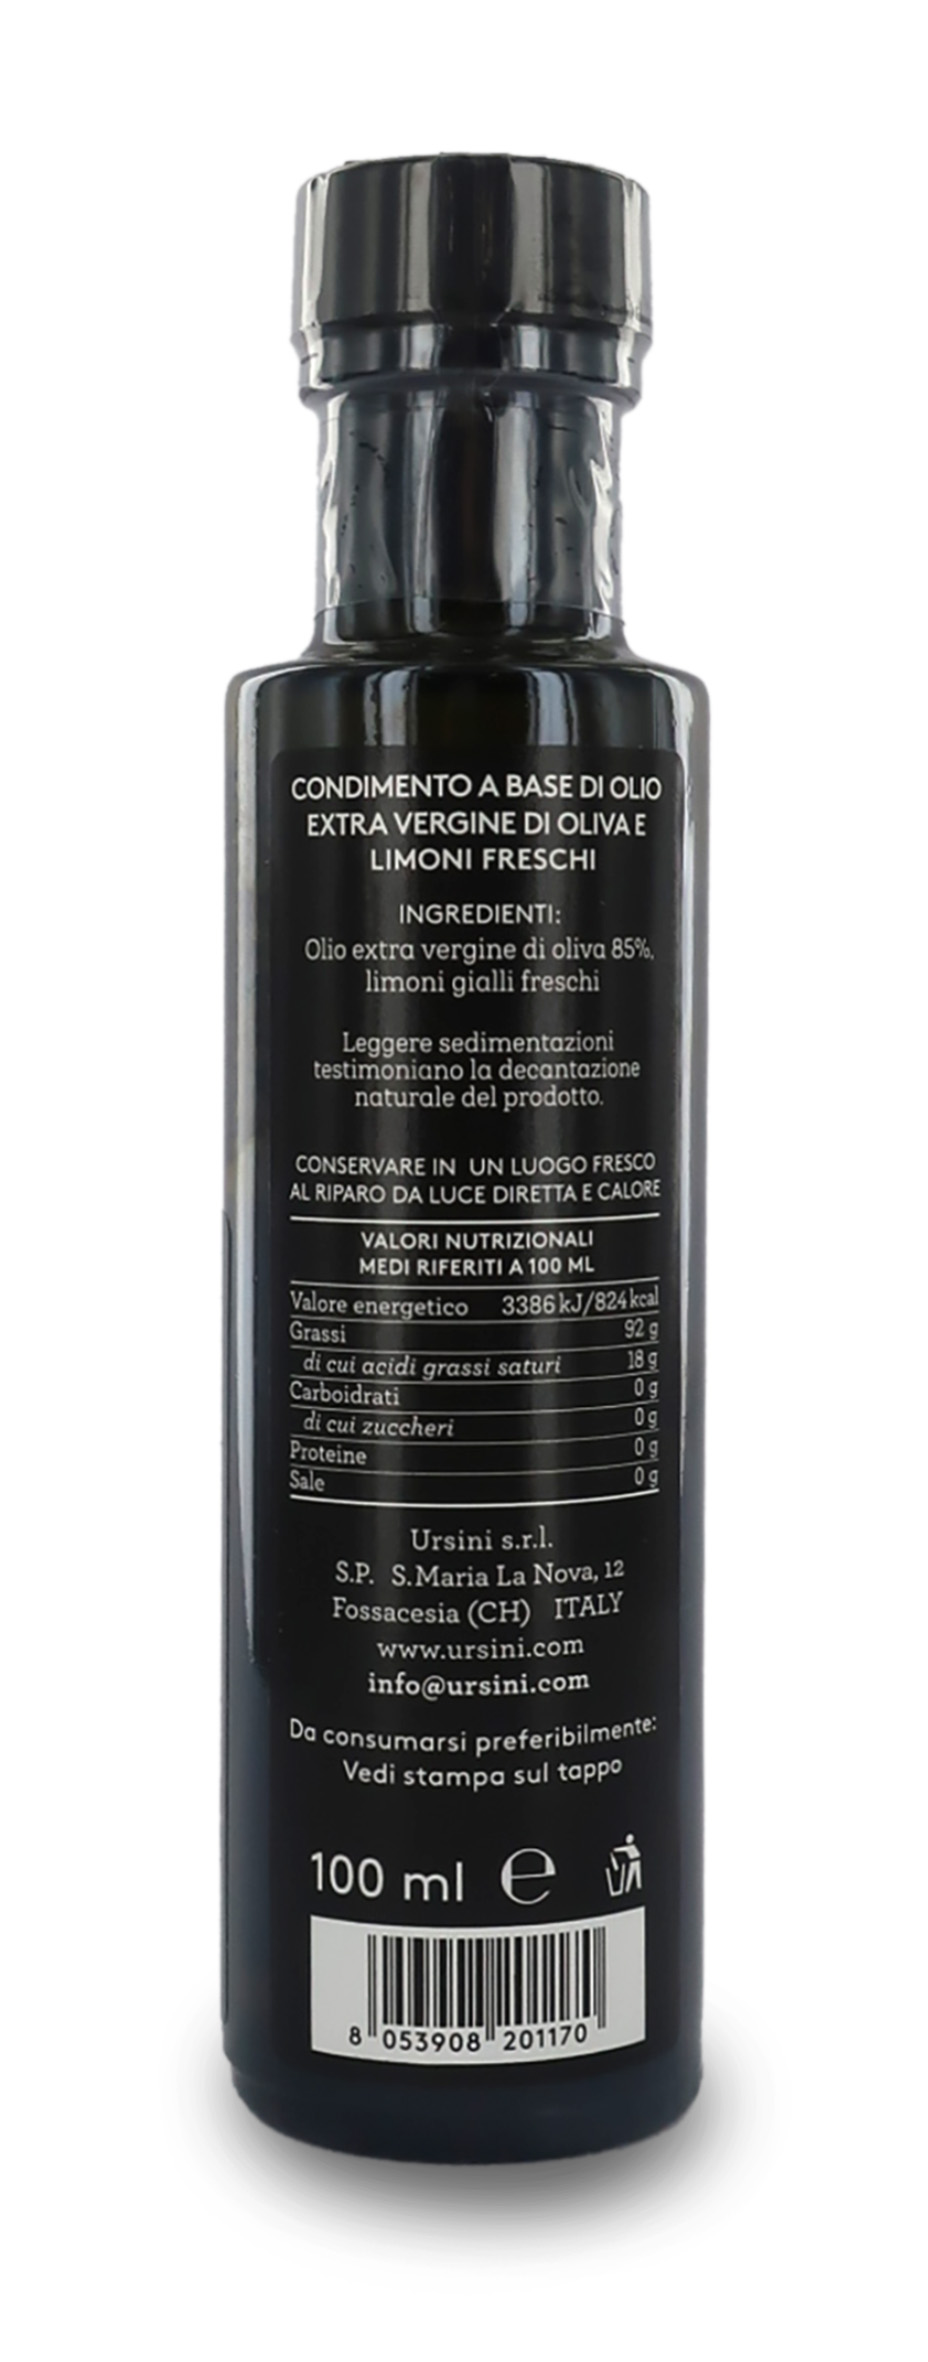 CONDIMENTO A BASE DI OLIO
EXTRA VERGINE DI OLIVA E
LIMONI FRESCHI
INGREDIENTI:
Olio extra vergine di oliva 85%,
limoni gialli freschi
Leggere sedimentazioni
testimoniano la decantazione
naturale del prodotto.
CONSERVARE IN UN LUOGO FRESCO
AL RIPARO DA LUCE DIRETTA E CALORE
VALORI NUTRIZIONALI
MEDI RIFERITI A 100 ML
Valore energetico 3386 kJ/824 kcal
Grassi 92 g
di cui acidi grassi saturi 18 g
Carboidrati 0 g
di cui zuccheri 0 g
Proteine 0 g
Sale 0 g
Ursini s.r.l.
S.P. S.Maria La Nova, 12
Fossacesia (CH) ITALY
www.ursini.com
info@ursini.com
Da consumarsi preferibilmente:
Vedi stampa sul tappo
100 ml ℮
8 053908 201170